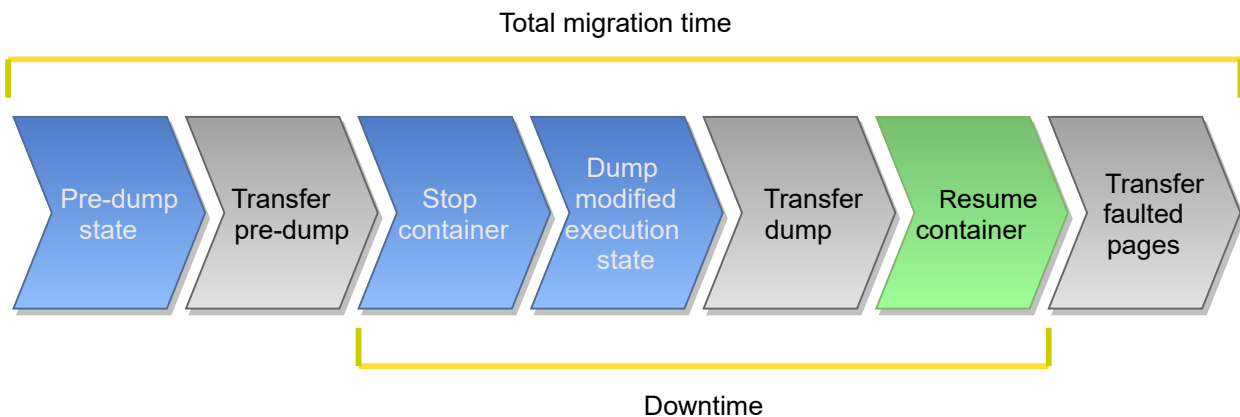 Total migration time
Pre-dump
state
Transfer
pre-dump
Stop
container
Dump
modified
execution
state
Transfer
dump
Resume
container
Transfer
faulted
pages
Downtime